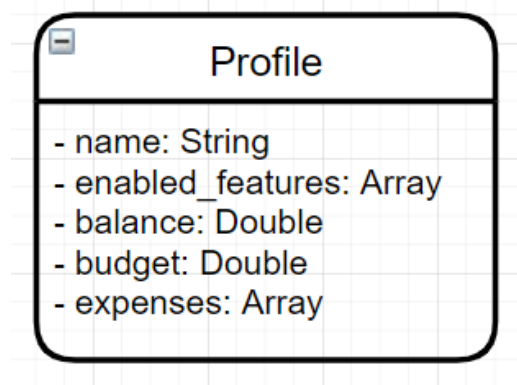 Profile
- name: String
- enabled_features: Array
- balance: Double
- budget: Double
- expenses: Array